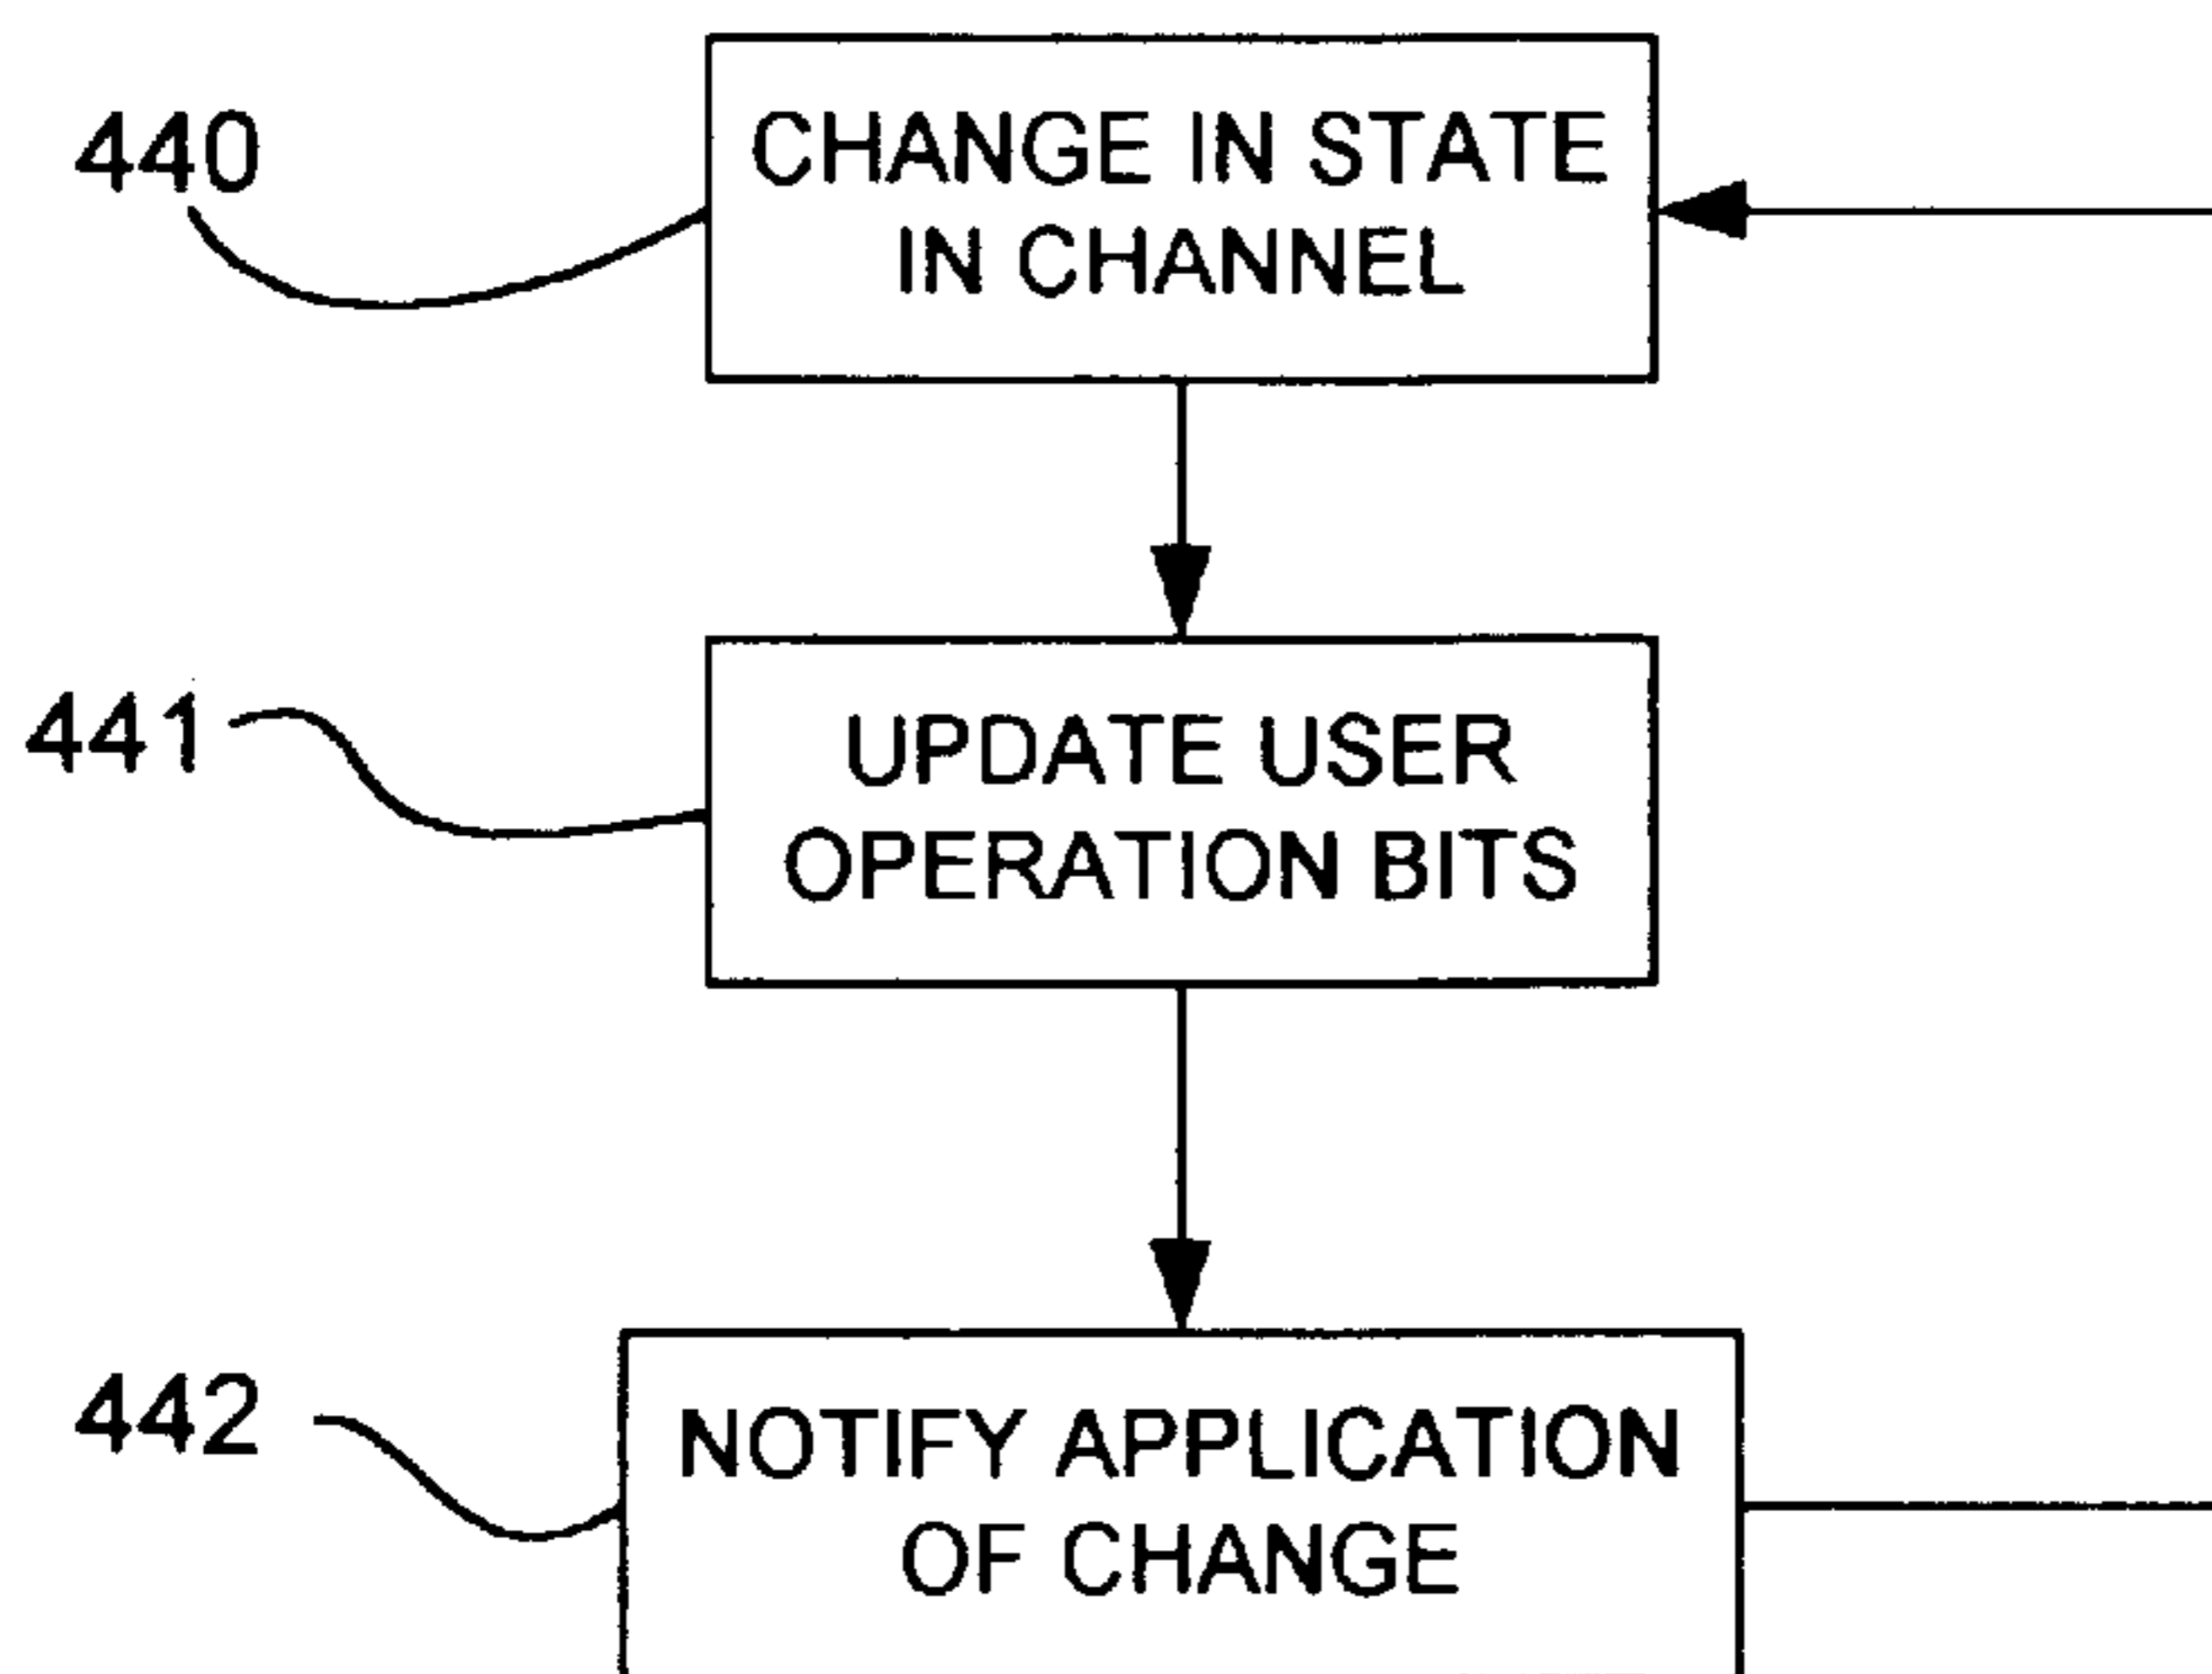 440
CHANGE IN STATE
IN CHANNEL
441
UPDATE USER
OPERATION BITS
442
NOTIFY APPLICATION
OF CHANGE